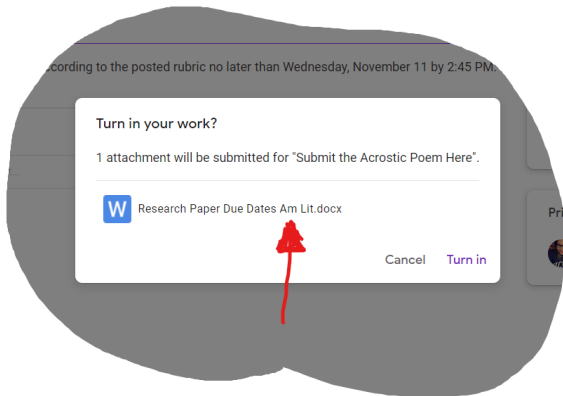 cording to the posted rubric no later than Wednesday, November 11 by 2:45 PM.
Turn in your work?
1 attachment will be submitted for "Submit the Acrostic Poem Here".
W Research Paper Due Dates Am Lit.docx
Pri
Cancel Turn in